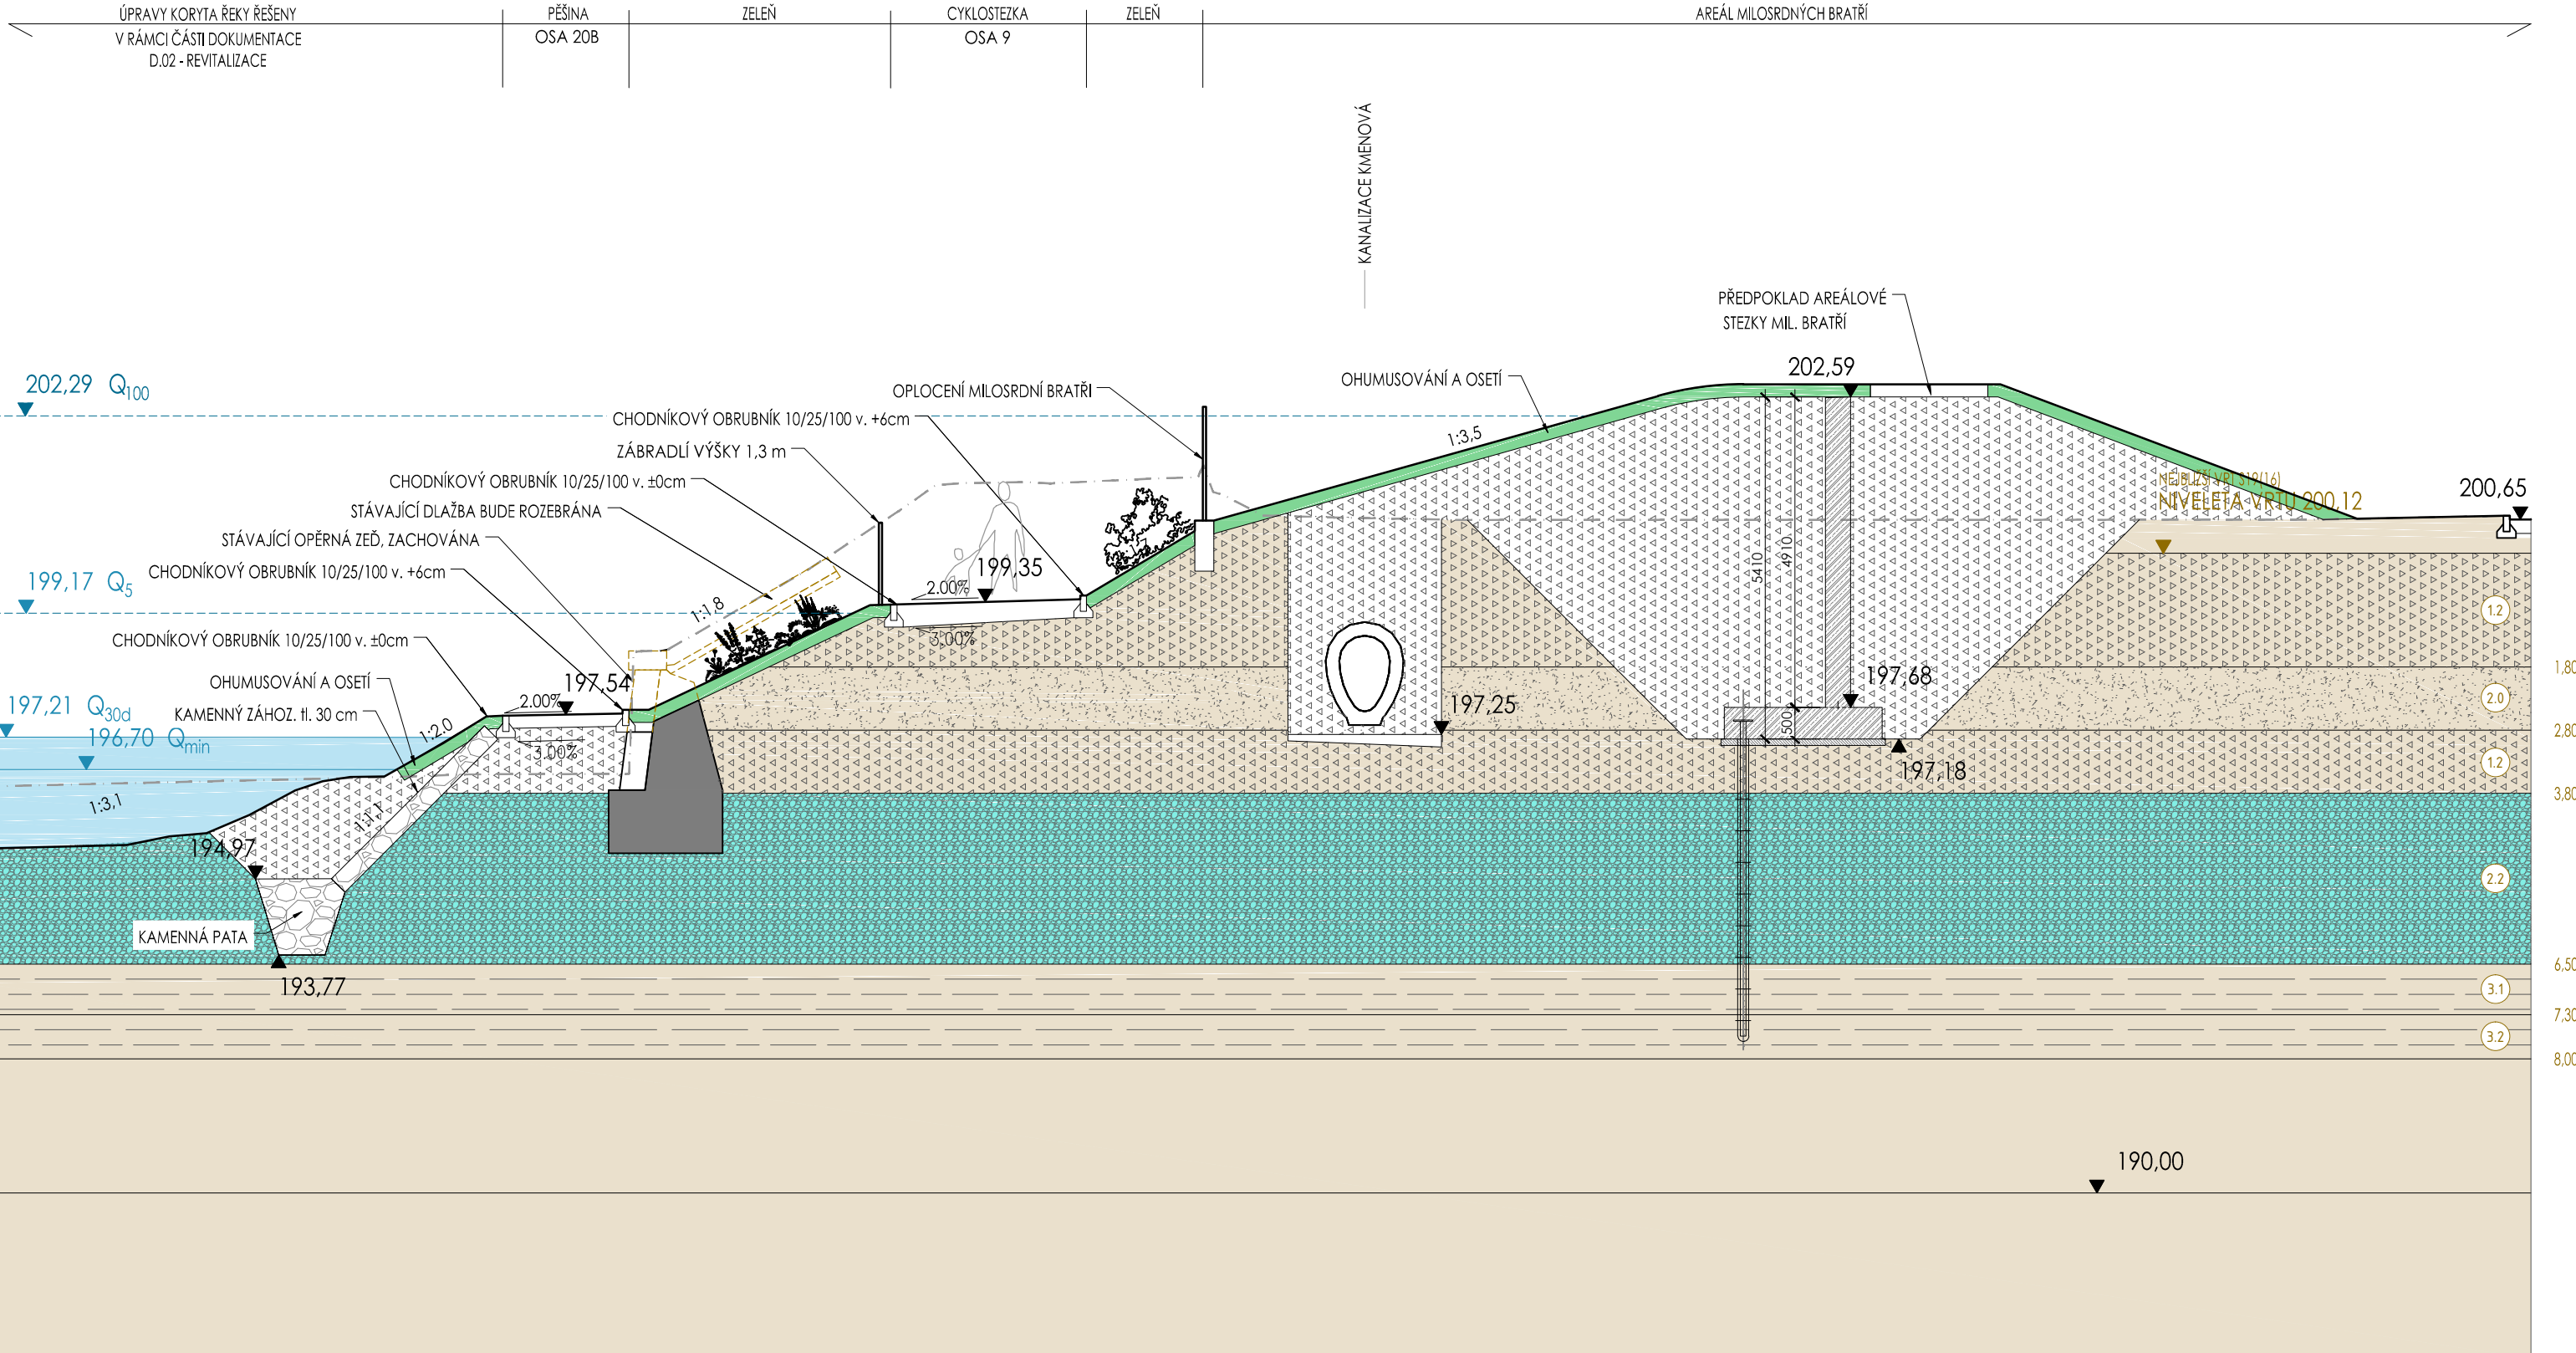 ÚPRAVY KORYTA ŘEKY ŘEŠENY
V RÁMCI ČÁSTI DOKUMENTACE
D.02 - REVITALIZACE
PĚŠINA
OSA 20B
ZELEŇ
CYKLOSTEZKA
OSA 9
ZELEŇ
AREÁL MILOSRDNÝCH BRATŘÍ
KANALIZACE KMENOVÁ
PŘEDPOKLAD AREÁLOVÉ
STEZKY MIL. BRATŘÍ
202,59
202,29 Q100
OPLOCENÍ MILOSRDNÍ BRATŘI
OHUMUSOVÁNÍ A OSETÍ
CHODNÍKOVÝ OBRUBNÍK 10/25/100 v. +6cm
1:3,5
ZÁBRADLÍ VÝŠKY 1,3 m
CHODNÍKOVÝ OBRUBNÍK 10/25/100 v. ±0cm
NEJBLIŽŠÍ VRT S19(16)
NIVELETA VRTU 200,12
200,65
STÁVAJÍCÍ DLAŽBA BUDE ROZEBRÁNA
STÁVAJÍCÍ OPĚRNÁ ZEĎ, ZACHOVÁNA
199,17 Q5
CHODNÍKOVÝ OBRUBNÍK 10/25/100 v. +6cm
2.00%
199,35
3.00%
1:1,8
5410
4910
1.2
CHODNÍKOVÝ OBRUBNÍK 10/25/100 v. ±0cm
1,80
OHUMUSOVÁNÍ A OSETÍ
2.00%
197,54
197,68
2.0
197,21 Q30d
KAMENNÝ ZÁHOZ. tl. 30 cm
197,25
500
196,70 Qmin
1:2,0
3.00%
2,80
197,18
1.2
1:3,1
1:1,1
3,80
194,97
2.2
KAMENNÁ PATA
6,50
193,77
3.1
7,30
3.2
8,00
190,00